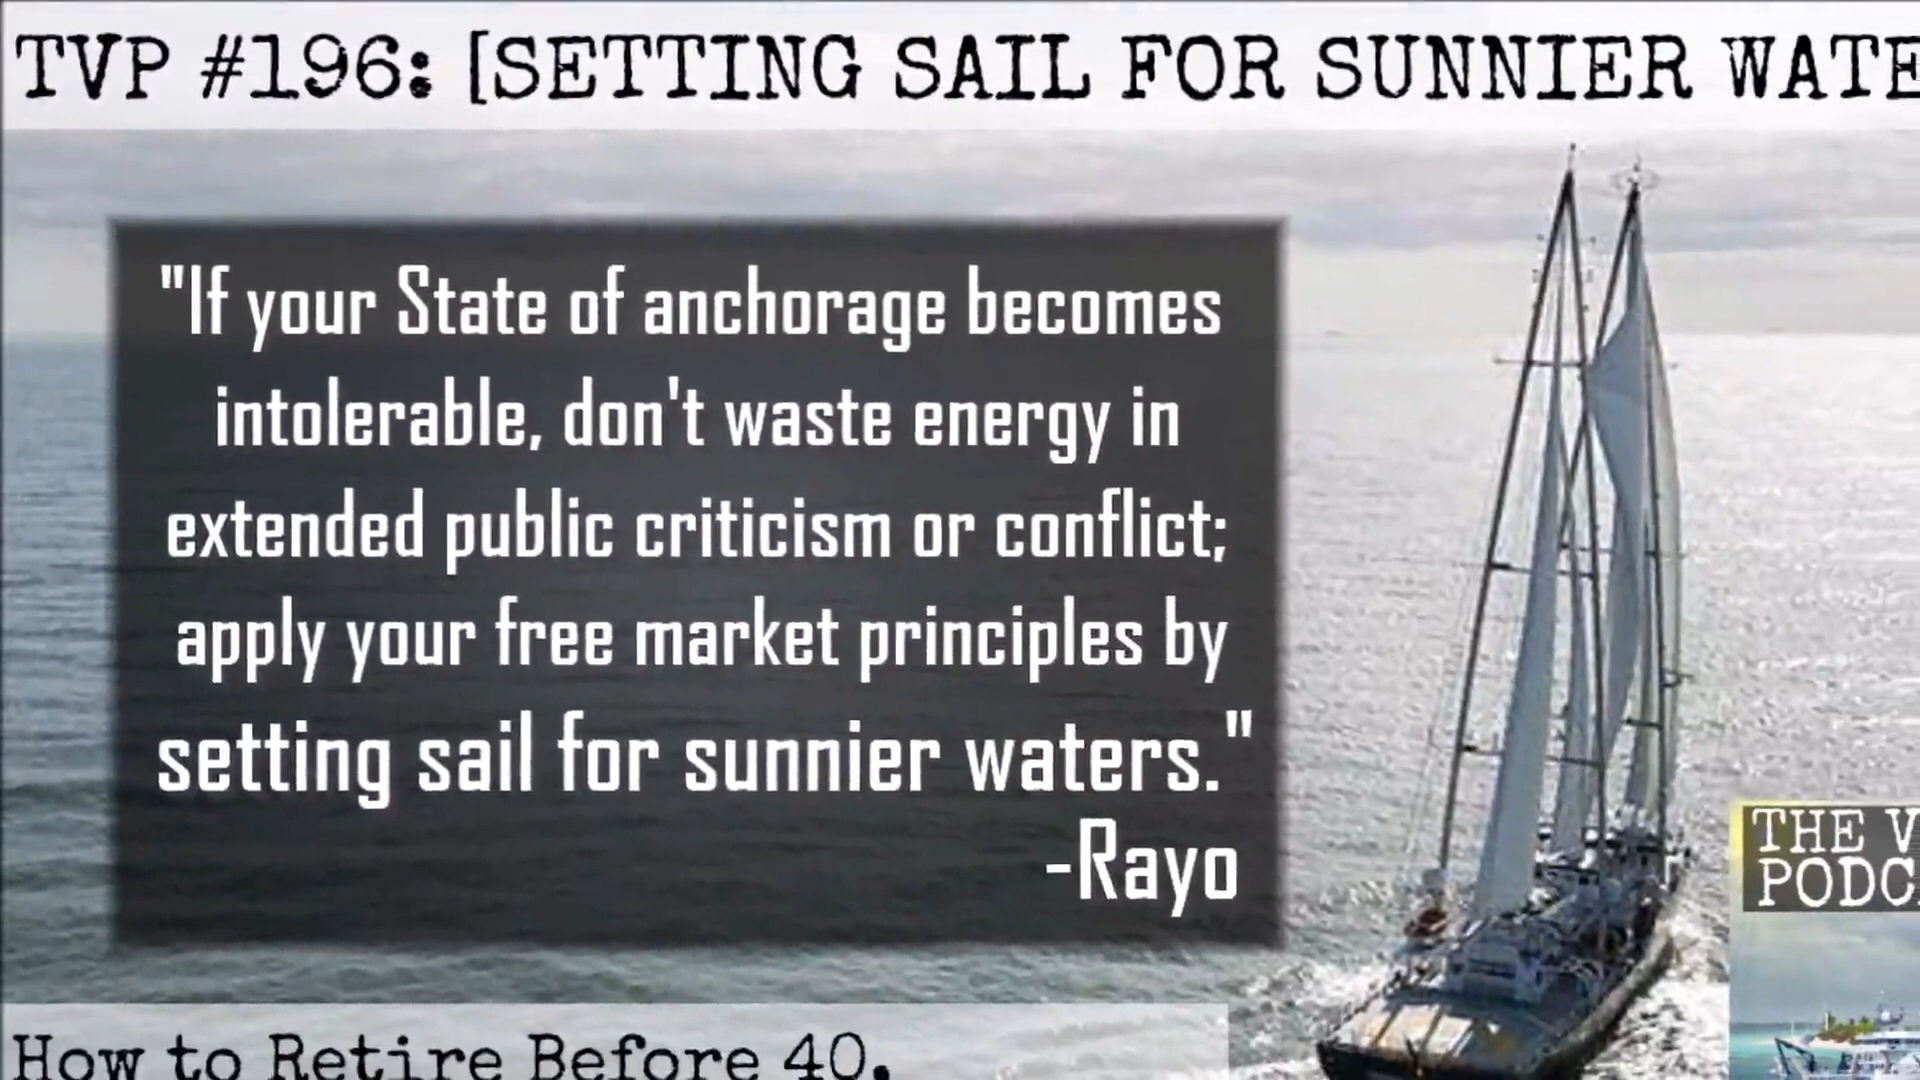 TVP #196: [SETTING SAIL FOR SUNNIER WATE
"If your State of anchorage becomes
intolerable, don't waste energy in
extended public criticism or conflict;
apply your free market principles by
setting sail for sunnier waters."
-Rayo
THE V
PODC
How to Retire Before 40.